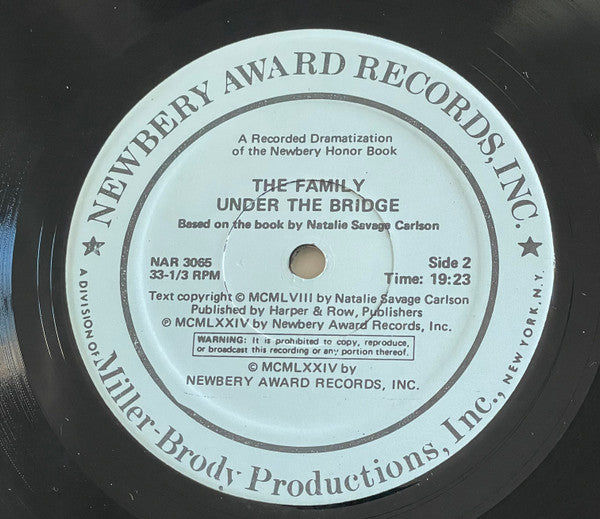 ★ NEWBERY AWARD RECORDS, INC. ★
A Recorded Dramatization
of the Newbery Honor Book
THE FAMILY
UNDER THE BRIDGE
Based on the book by Natalie Savage Carlson
NAR 3065
33-1/3 RPM
Side 2
Time: 19:23
Text copyright © MCMLVIII by Natalie Savage Carlson
Published by Harper & Row, Publishers
℗ MCMLXXIV by Newbery Award Records, Inc.
WARNING: It is prohibited to copy, reproduce,
or broadcast this recording or any portion thereof.
© MCMLXXIV by
NEWBERY AWARD RECORDS, INC.
A DIVISION OF Miller-Brody Productions, Inc., NEW YORK, N.Y.